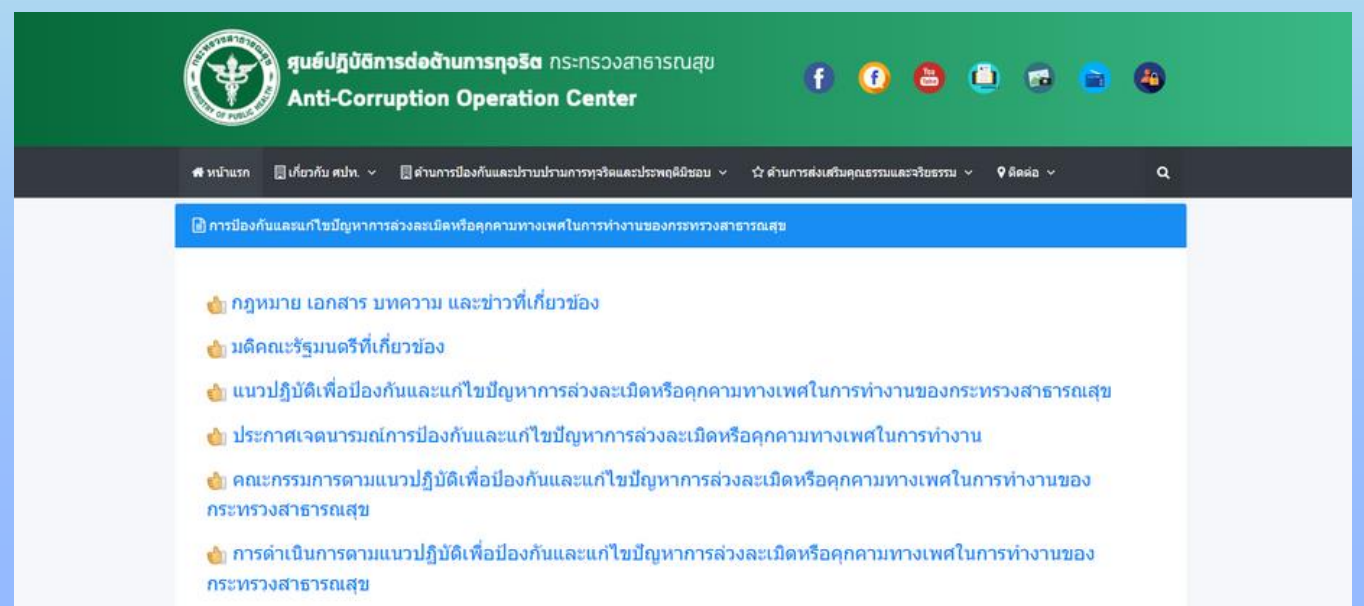 กระทรวงสาธารณสุข
MINISTRY OF PUBLIC HEALTH
ศูนย์ปฏิบัติการต่อต้านการทุจริต กระทรวงสาธารณสุข
Anti-Corruption Operation Center
You Tube
หน้าแรก เกี่ยวกับ ศปท. ด้านการป้องกันและปราบปรามการทุจริตและประพฤติมิชอบ ด้านการส่งเสริมคุณธรรมและจริยธรรม ติดต่อ
การป้องกันและแก้ไขปัญหาการล่วงละเมิดหรือคุกคามทางเพศในการทำงานของกระทรวงสาธารณสุข
กฎหมาย เอกสาร บทความ และข่าวที่เกี่ยวข้อง
มติคณะรัฐมนตรีที่เกี่ยวข้อง
แนวปฏิบัติเพื่อป้องกันและแก้ไขปัญหาการล่วงละเมิดหรือคุกคามทางเพศในการทำงานของกระทรวงสาธารณสุข
ประกาศเจตนารมณ์การป้องกันและแก้ไขปัญหาการล่วงละเมิดหรือคุกคามทางเพศในการทำงาน
คณะกรรมการตามแนวปฏิบัติเพื่อป้องกันและแก้ไขปัญหาการล่วงละเมิดหรือคุกคามทางเพศในการทำงานของ
กระทรวงสาธารณสุข
การดำเนินการตามแนวปฏิบัติเพื่อป้องกันและแก้ไขปัญหาการล่วงละเมิดหรือคุกคามทางเพศในการทำงานของ
กระทรวงสาธารณสุข